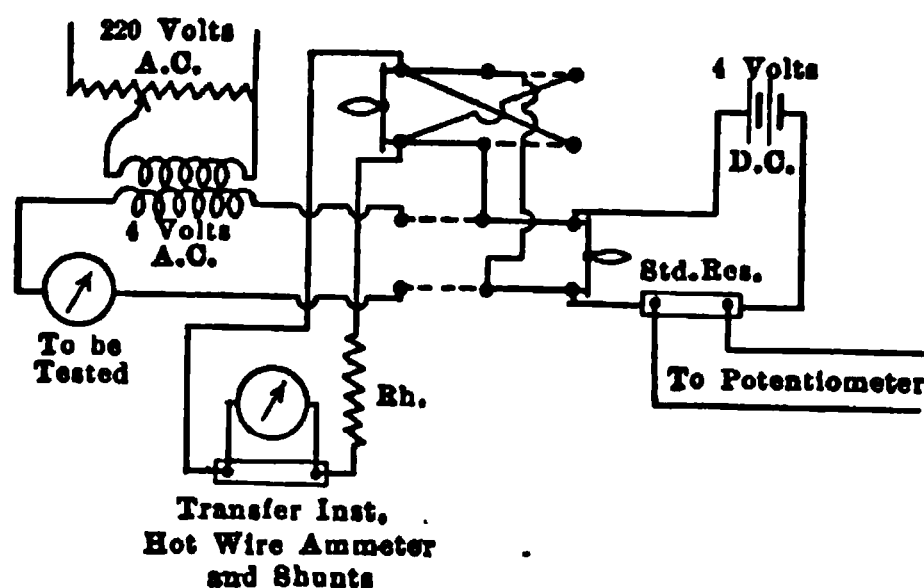 220 Volts
A.C.
4 Volts
D.C.
4 Volts
A.C.
Std.Res.
To be
Tested
To Potentiometer
Rh.
Transfer Inst.
Hot Wire Ammeter
and Shunts